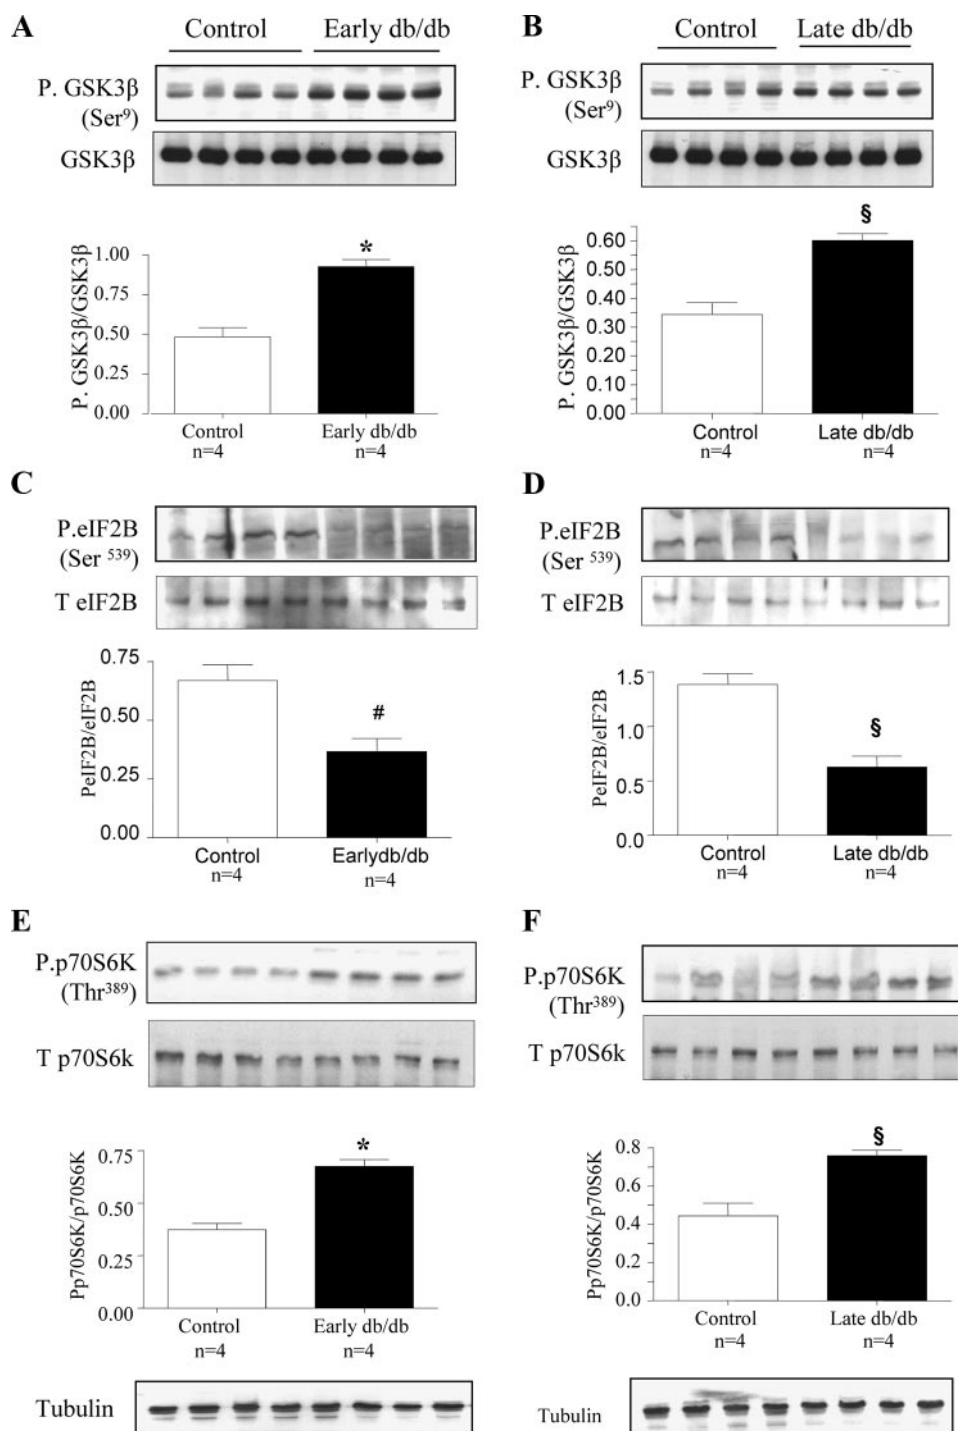 A
Control
Early db/db
P. GSK3β
(Ser⁹)
GSK3β
P. GSK3β/GSK3β
1.00
0.75
0.50
0.25
0.00
*
Control
n=4
Early db/db
n=4
B
Control
Late db/db
P. GSK3β
(Ser⁹)
GSK3β
P. GSK3β/GSK3β
0.60
0.50
0.40
0.30
0.20
0.10
0.00
§
Control
n=4
Late db/db
n=4
C
P.eIF2B
(Ser ⁵³⁹)
T eIF2B
PeIF2B/eIF2B
0.75
0.50
0.25
0.00
#
Control
n=4
Earlydb/db
n=4
D
P.eIF2B
(Ser ⁵³⁹)
T eIF2B
PeIF2B/eIF2B
1.5
1.0
0.5
0.0
§
Control
n=4
Late db/db
n=4
E
P.p70S6K
(Thr³⁸⁹)
T p70S6k
Pp70S6K/p70S6K
0.75
0.50
0.25
0.00
*
Control
n=4
Early db/db
n=4
Tubulin
F
P.p70S6K
(Thr³⁸⁹)
T p70S6k
Pp70S6K/p70S6K
0.8
0.6
0.4
0.2
0.0
§
Control
n=4
Late db/db
n=4
Tubulin